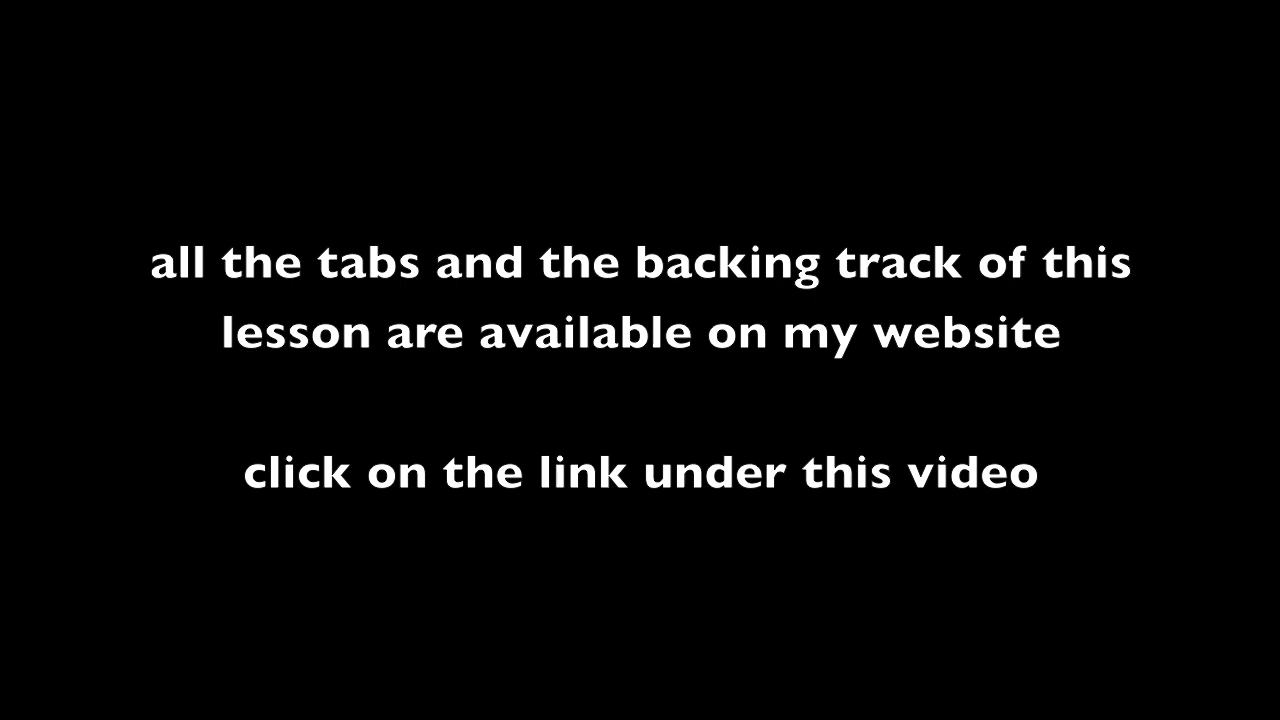 all the tabs and the backing track of this
lesson are available on my website
click on the link under this video